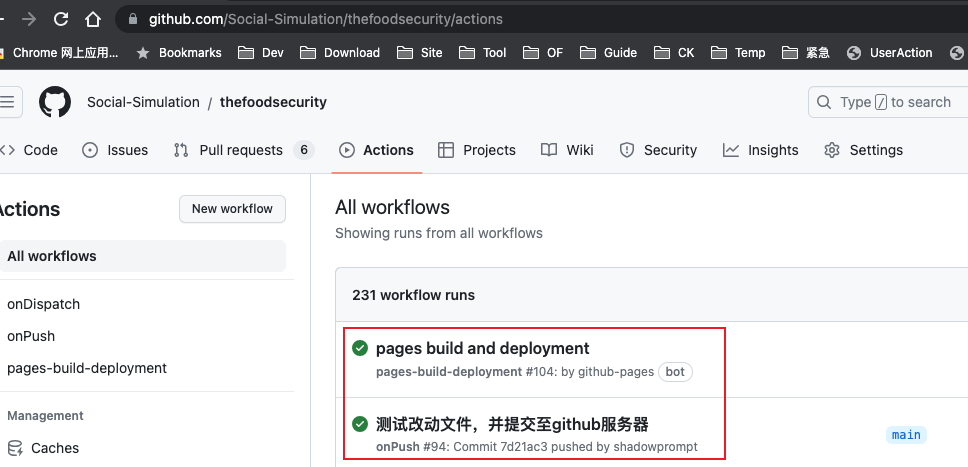 github.com/Social-Simulation/thefoodsecurity/actions
Chrome 网上应用... Bookmarks Dev Download Site Tool OF Guide CK Temp 紧急 UserAction
Social-Simulation / thefoodsecurity
Type / to search
Code Issues Pull requests 6 Actions Projects Wiki Security Insights Settings
Actions
New workflow
All workflows
onDispatch
onPush
pages-build-deployment
Management
Caches
All workflows
Showing runs from all workflows
231 workflow runs
pages build and deployment
pages-build-deployment #104: by github-pages bot
测试改动文件，并提交至github服务器
onPush #94: Commit 7d21ac3 pushed by shadowprompt
main